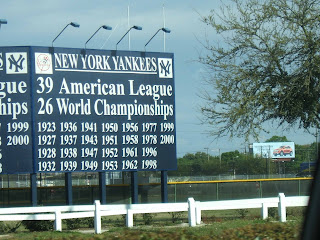 gue
ships
1999
2000
NEW YORK YANKEES
39 American League
26 World Championships
1923 1936 1941 1950 1956 1977 1999
1927 1937 1943 1951 1958 1978 2000
1928 1938 1947 1952 1961 1996
1932 1939 1949 1953 1962 1998